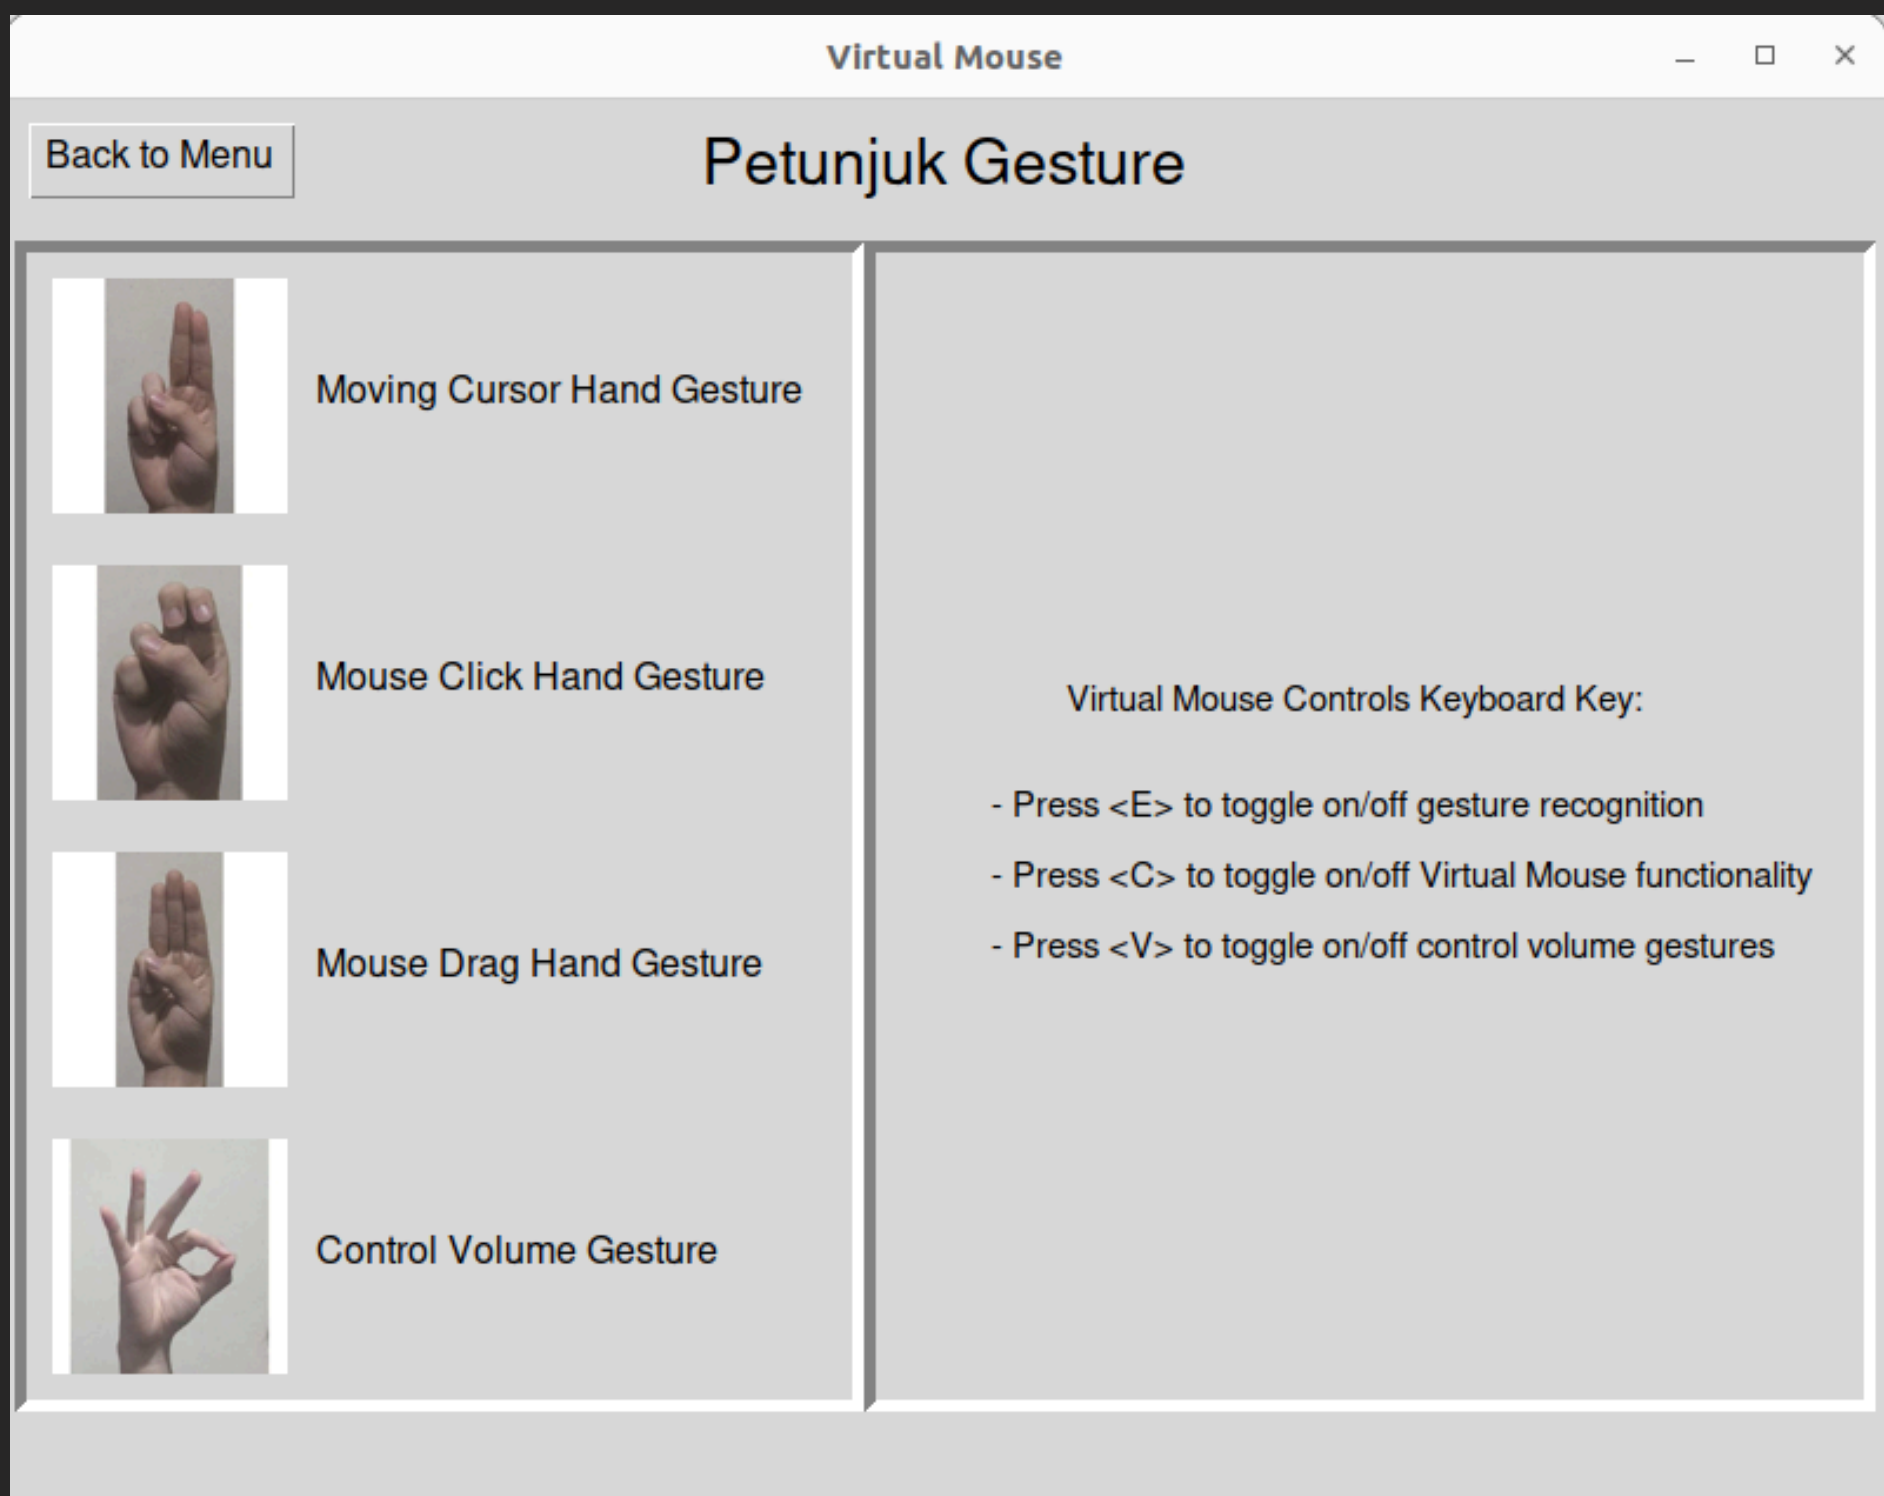 Virtual Mouse
Back to Menu
Petunjuk Gesture
Moving Cursor Hand Gesture
Mouse Click Hand Gesture
Mouse Drag Hand Gesture
Control Volume Gesture
Virtual Mouse Controls Keyboard Key:
- Press <E> to toggle on/off gesture recognition
- Press <C> to toggle on/off Virtual Mouse functionality
- Press <V> to toggle on/off control volume gestures